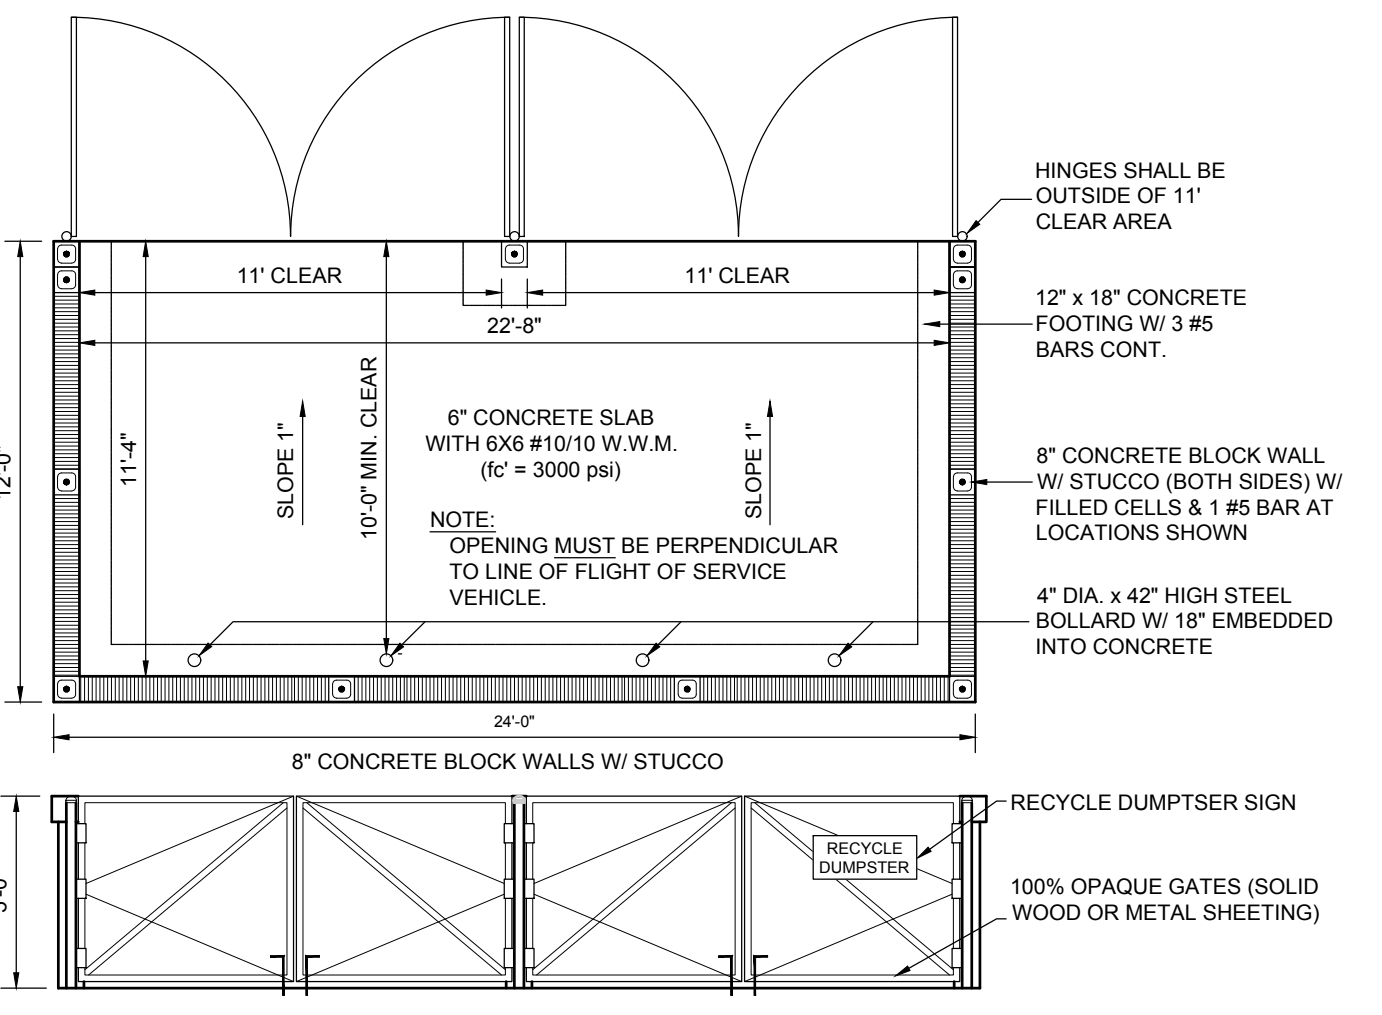 HINGES SHALL BE
OUTSIDE OF 11'
CLEAR AREA
11' CLEAR
11' CLEAR
22'-8"
12" x 18" CONCRETE
FOOTING W/ 3 #5
BARS CONT.
10'-0" MIN. CLEAR
11'-4"
12'-0"
SLOPE 1"
SLOPE 1"
6" CONCRETE SLAB
WITH 6X6 #10/10 W.W.M.
(fc' = 3000 psi)
NOTE:
OPENING MUST BE PERPENDICULAR
TO LINE OF FLIGHT OF SERVICE
VEHICLE.
8" CONCRETE BLOCK WALL
W/ STUCCO (BOTH SIDES) W/
FILLED CELLS & 1 #5 BAR AT
LOCATIONS SHOWN
4" DIA. x 42" HIGH STEEL
BOLLARD W/ 18" EMBEDDED
INTO CONCRETE
24'-0"
8" CONCRETE BLOCK WALLS W/ STUCCO
RECYCLE DUMPTSER SIGN
RECYCLE
DUMPSTER
100% OPAQUE GATES (SOLID
WOOD OR METAL SHEETING)